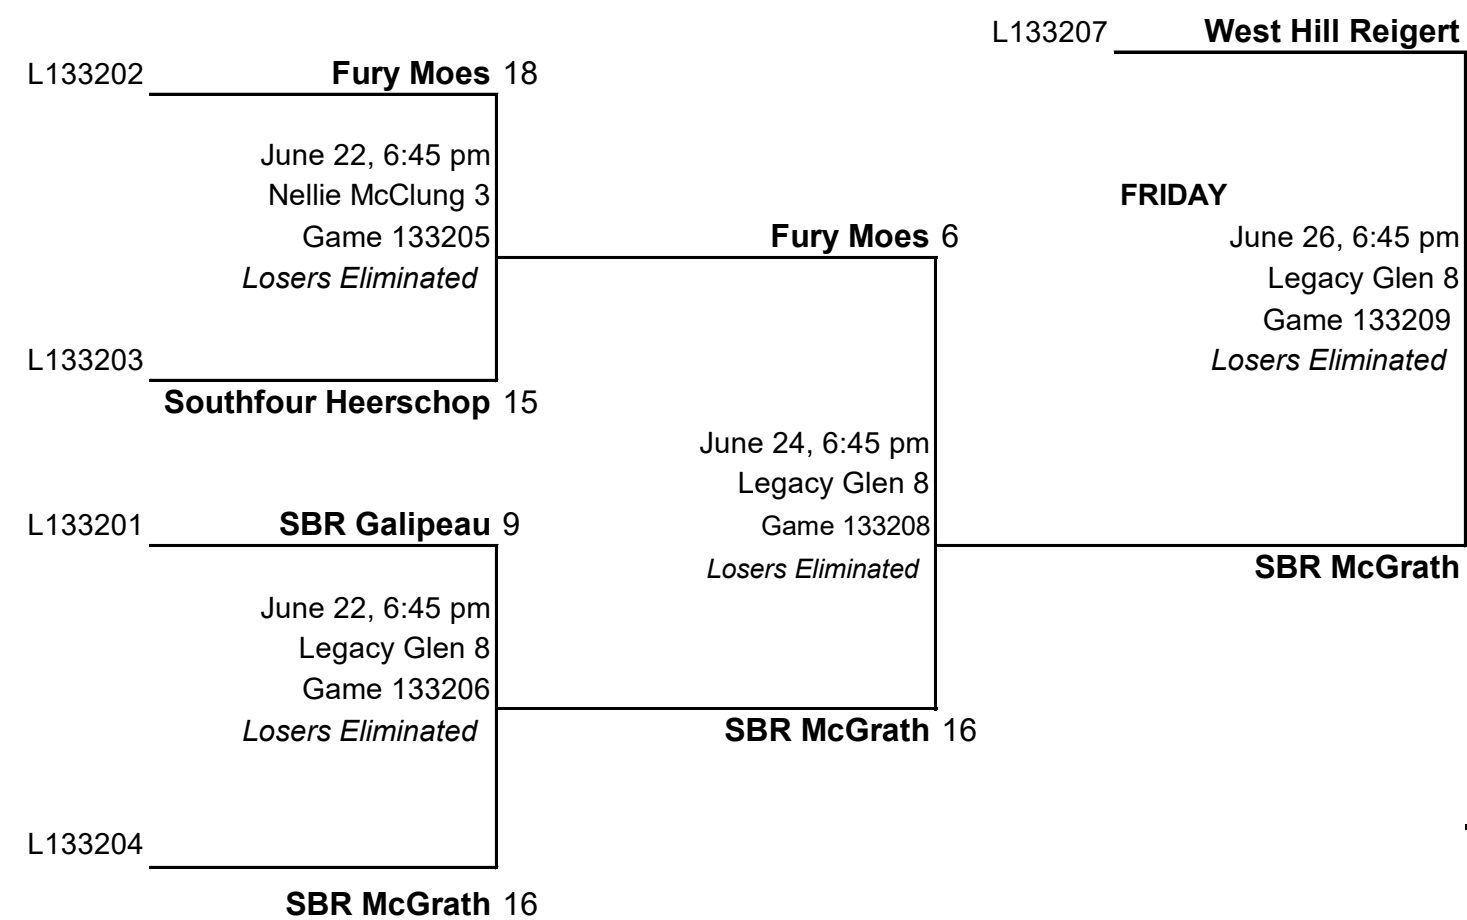 L133207 West Hill Reigert
L133202 Fury Moes 18
June 22, 6:45 pm
Nellie McClung 3
Game 133205
Losers Eliminated
L133203
Southfour Heerschop 15
FRIDAY
June 26, 6:45 pm
Legacy Glen 8
Game 133209
Losers Eliminated
Fury Moes 6
June 24, 6:45 pm
Legacy Glen 8
Game 133208
Losers Eliminated
SBR McGrath 16
SBR McGrath
L133201 SBR Galipeau 9
June 22, 6:45 pm
Legacy Glen 8
Game 133206
Losers Eliminated
L133204
SBR McGrath 16